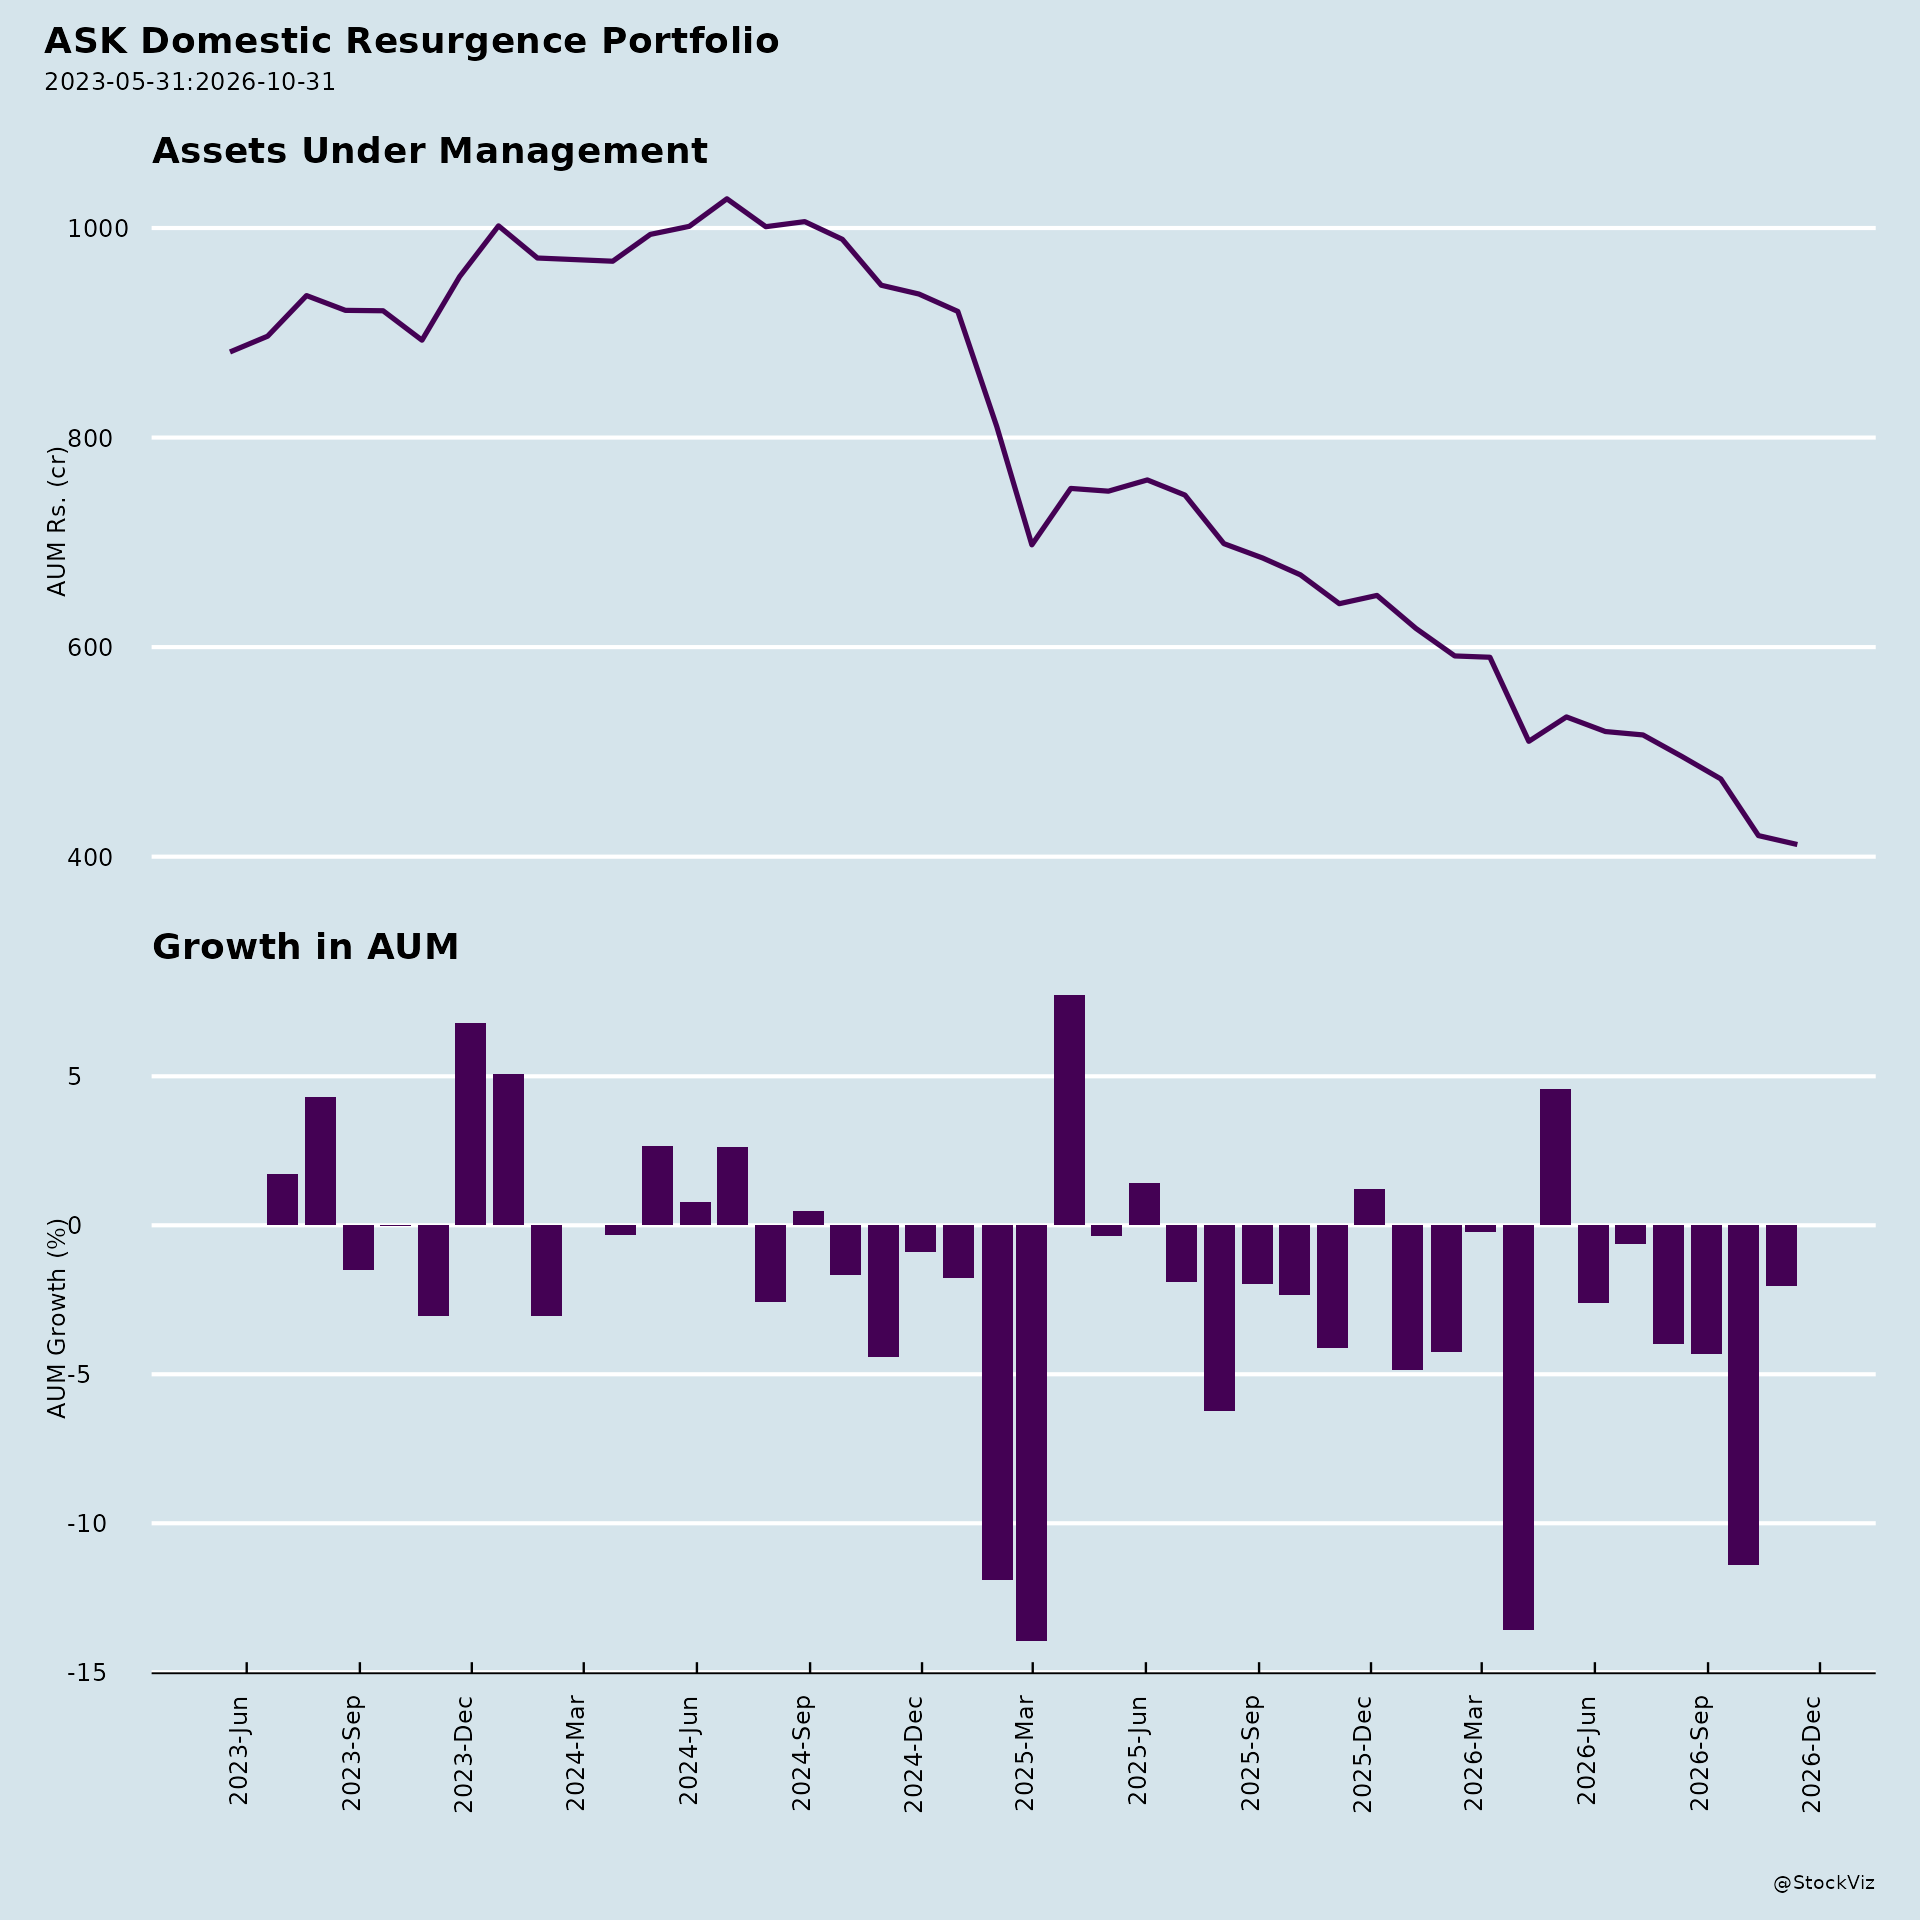 ASK Domestic Resurgence Portfolio
2023-05-31:2026-10-31
Assets Under Management
AUM Rs. (cr)
1000
800
600
400
Growth in AUM
AUM Growth (%)
5
0
-5
-10
-15
2023-Jun
2023-Sep
2023-Dec
2024-Mar
2024-Jun
2024-Sep
2024-Dec
2025-Mar
2025-Jun
2025-Sep
2025-Dec
2026-Mar
2026-Jun
2026-Sep
2026-Dec
@StockViz